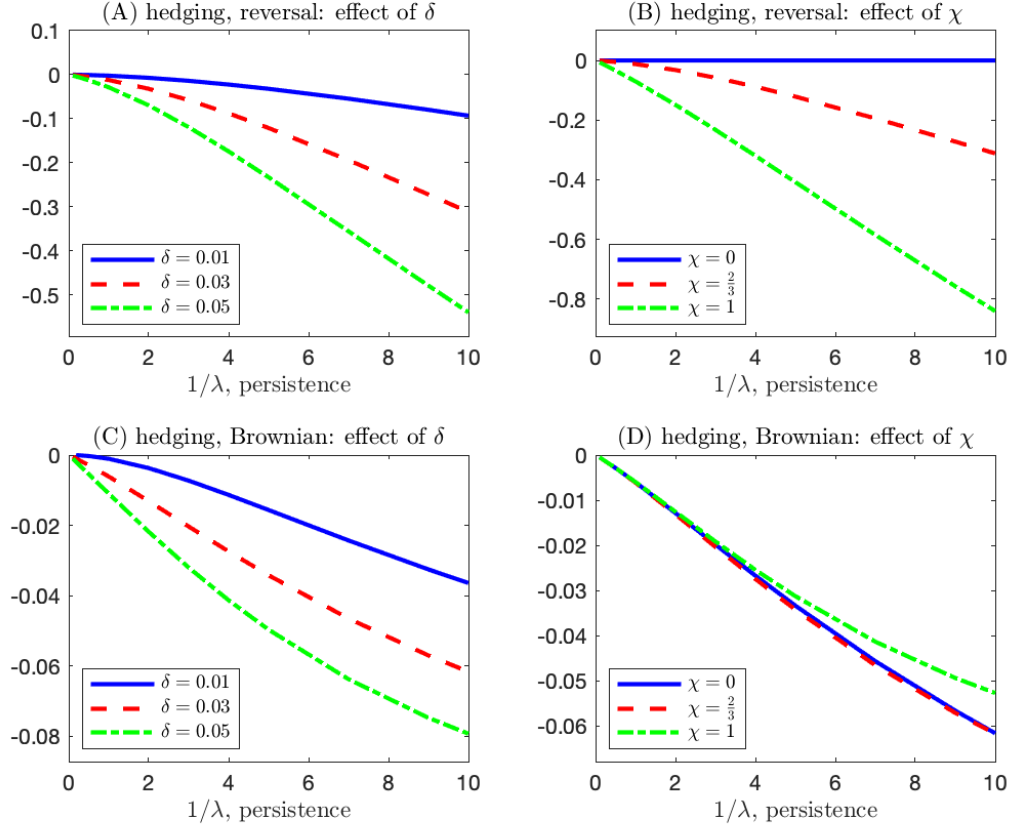 (A) hedging, reversal: effect of δ
0.1
0
-0.1
-0.2
-0.3
-0.4
-0.5
δ = 0.01
δ = 0.03
δ = 0.05
0 2 4 6 8 10
1/λ, persistence
(B) hedging, reversal: effect of χ
0
-0.2
-0.4
-0.6
-0.8
χ = 0
χ = 2/3
χ = 1
0 2 4 6 8 10
1/λ, persistence
(C) hedging, Brownian: effect of δ
0
-0.02
-0.04
-0.06
-0.08
δ = 0.01
δ = 0.03
δ = 0.05
0 2 4 6 8 10
1/λ, persistence
(D) hedging, Brownian: effect of χ
0
-0.01
-0.02
-0.03
-0.04
-0.05
-0.06
χ = 0
χ = 2/3
χ = 1
0 2 4 6 8 10
1/λ, persistence